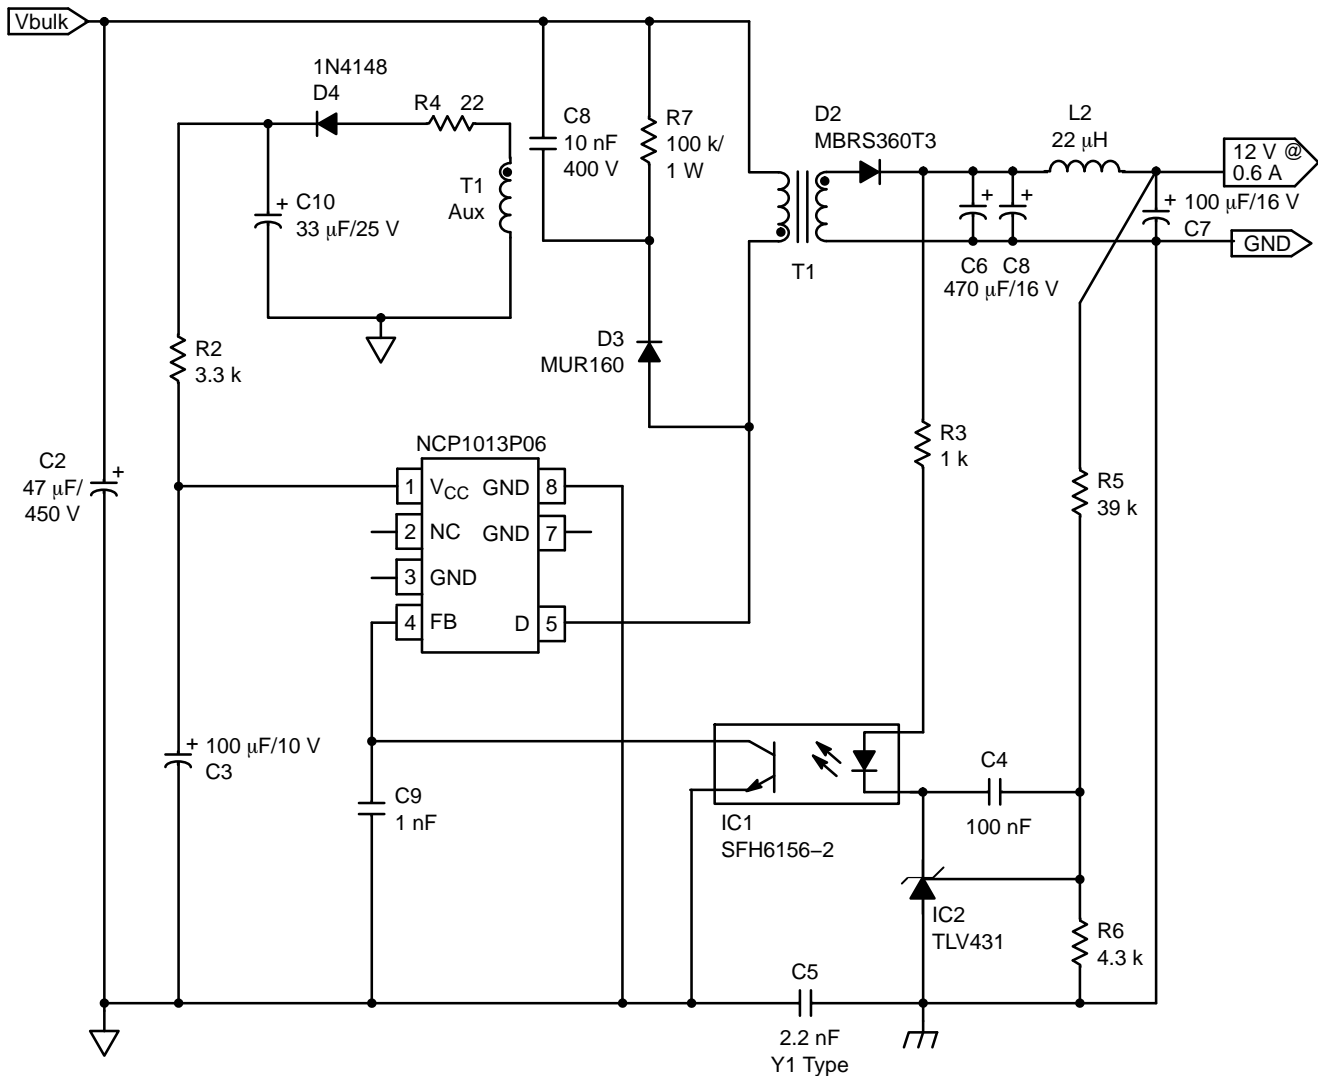 Vbulk
1N4148
D4
R4 22
C8
10 nF
400 V
R7
100 k/
1 W
D2
MBRS360T3
L2
22 µH
12 V @
0.6 A
T1
Aux
+ C10
33 µF/25 V
+
+
+ 100 µF/16 V
C7
GND
T1
C6 C8
470 µF/16 V
R2
3.3 k
D3
MUR160
NCP1013P06
R3
1 k
C2
47 µF/
450 V
+
1 VCC GND 8
2 NC GND 7
3 GND
4 FB D 5
R5
39 k
+ 100 µF/10 V
C3
C9
1 nF
IC1
SFH6156–2
C4
100 nF
IC2
TLV431
R6
4.3 k
C5
2.2 nF
Y1 Type